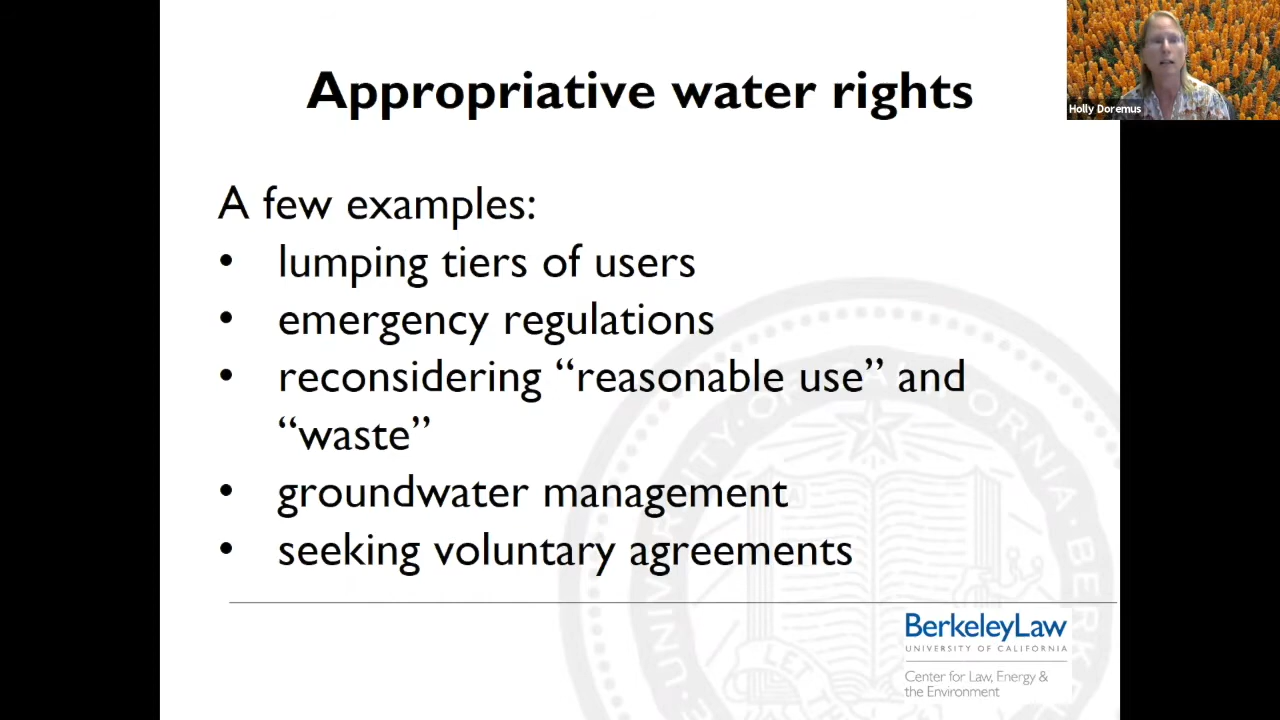 Appropriative water rights
Holly Doremus
A few examples:
• lumping tiers of users
• emergency regulations
• reconsidering “reasonable use” and
“waste”
• groundwater management
• seeking voluntary agreements
BerkeleyLaw
UNIVERSITY OF CALIFORNIA
Center for Law, Energy &
the Environment